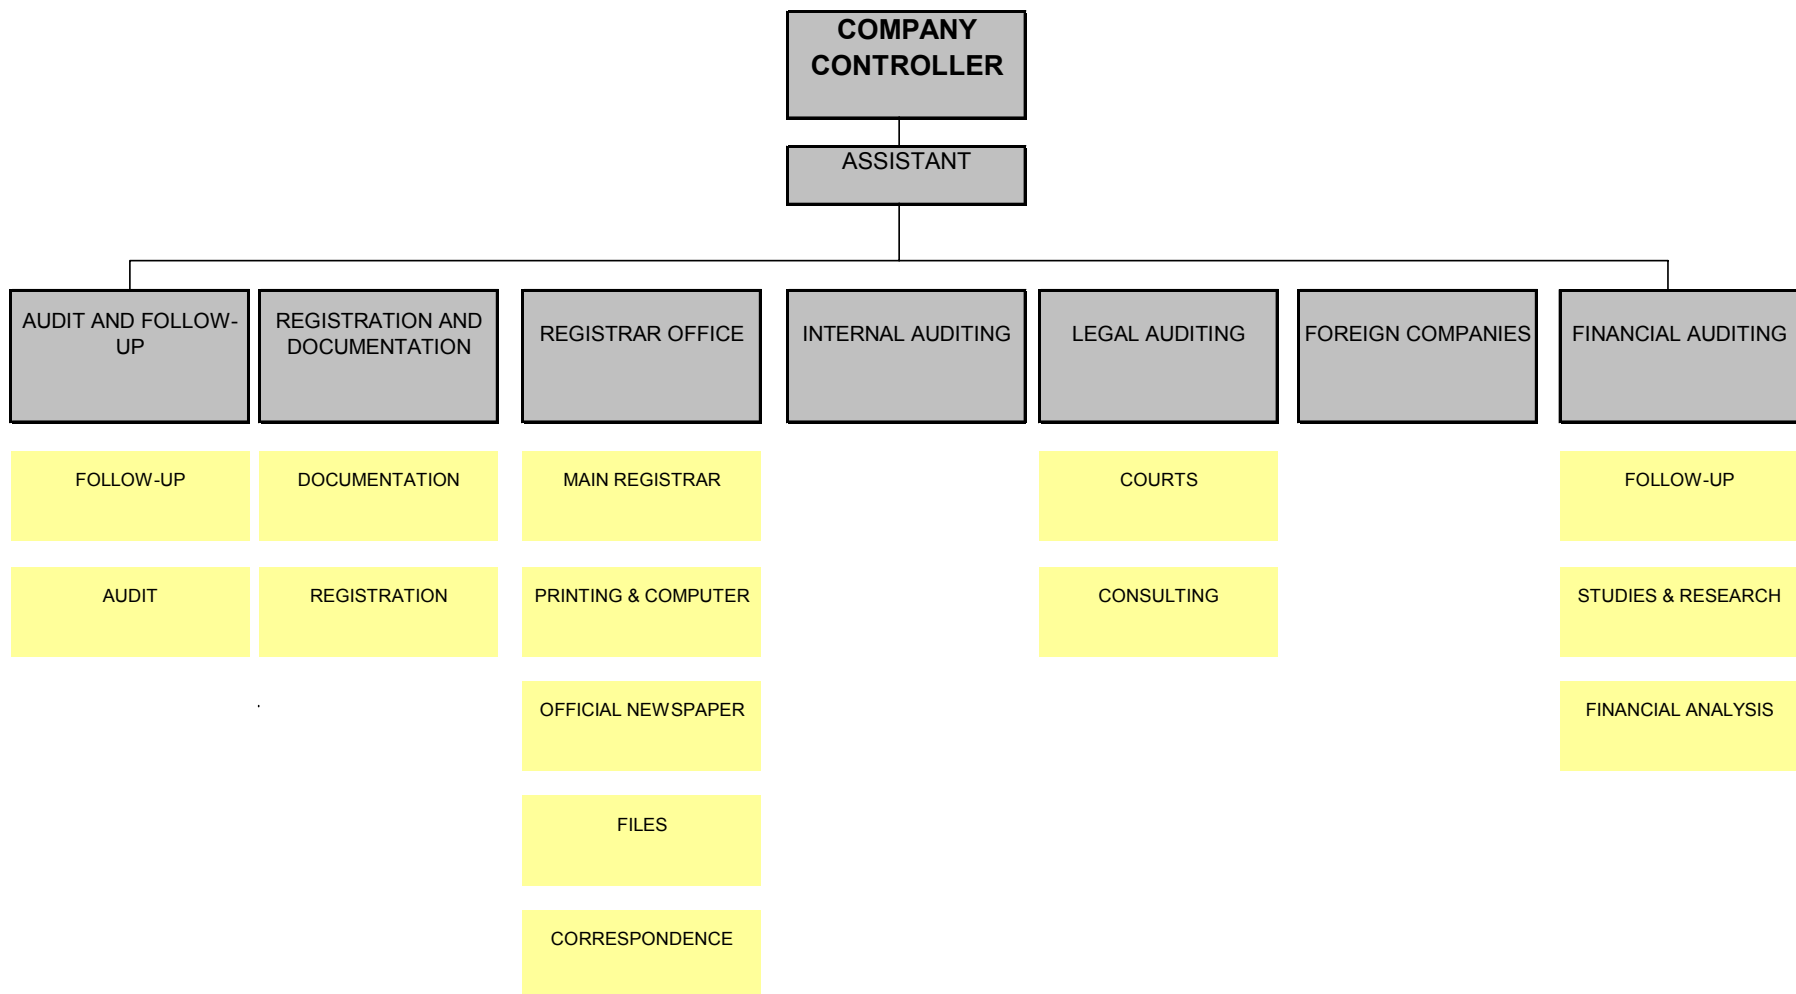 COMPANY
CONTROLLER
ASSISTANT
AUDIT AND FOLLOW-
UP
REGISTRATION AND
DOCUMENTATION
REGISTRAR OFFICE
INTERNAL AUDITING
LEGAL AUDITING
FOREIGN COMPANIES
FINANCIAL AUDITING
FOLLOW-UP
DOCUMENTATION
MAIN REGISTRAR
COURTS
FOLLOW-UP
AUDIT
REGISTRATION
PRINTING & COMPUTER
CONSULTING
STUDIES & RESEARCH
OFFICIAL NEWSPAPER
FINANCIAL ANALYSIS
FILES
CORRESPONDENCE